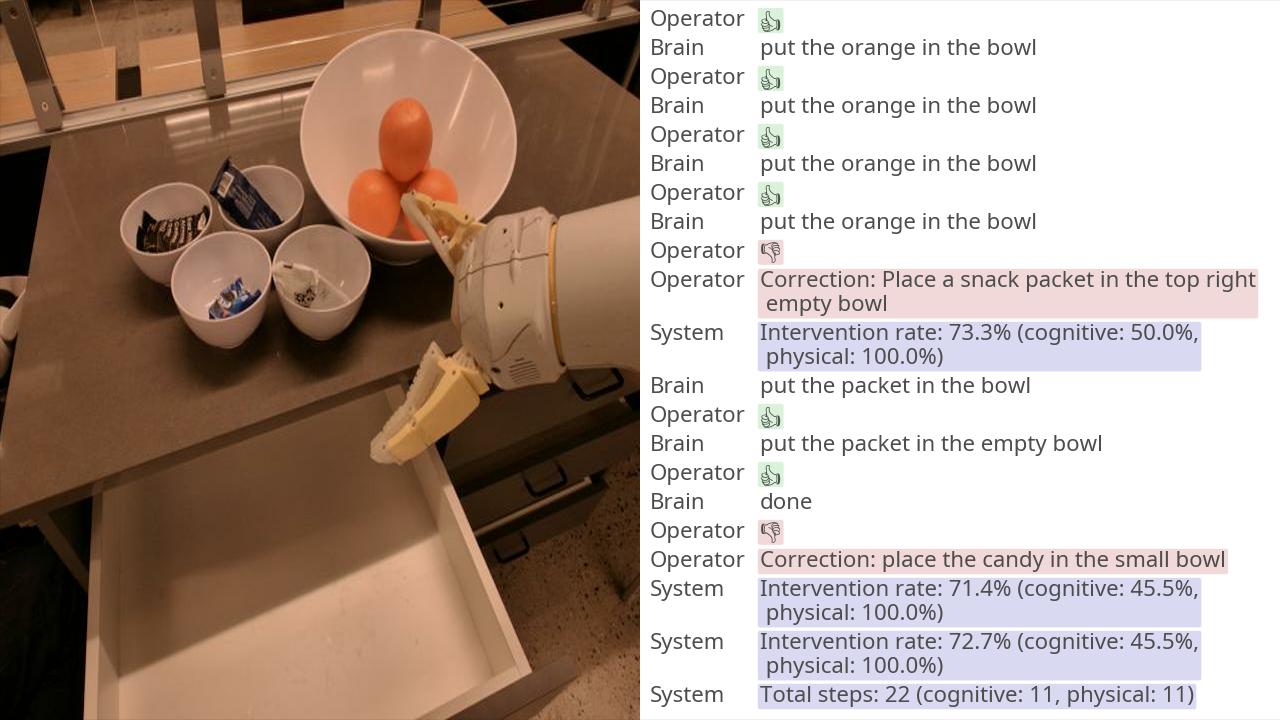 Operator 👍
Brain put the orange in the bowl
Operator 👍
Brain put the orange in the bowl
Operator 👍
Brain put the orange in the bowl
Operator 👍
Brain put the orange in the bowl
Operator 👎
Operator Correction: Place a snack packet in the top right
empty bowl
System Intervention rate: 73.3% (cognitive: 50.0%,
physical: 100.0%)
Brain put the packet in the bowl
Operator 👍
Brain put the packet in the empty bowl
Operator 👍
Brain done
Operator 👎
Operator Correction: place the candy in the small bowl
System Intervention rate: 71.4% (cognitive: 45.5%,
physical: 100.0%)
System Intervention rate: 72.7% (cognitive: 45.5%,
physical: 100.0%)
System Total steps: 22 (cognitive: 11, physical: 11)